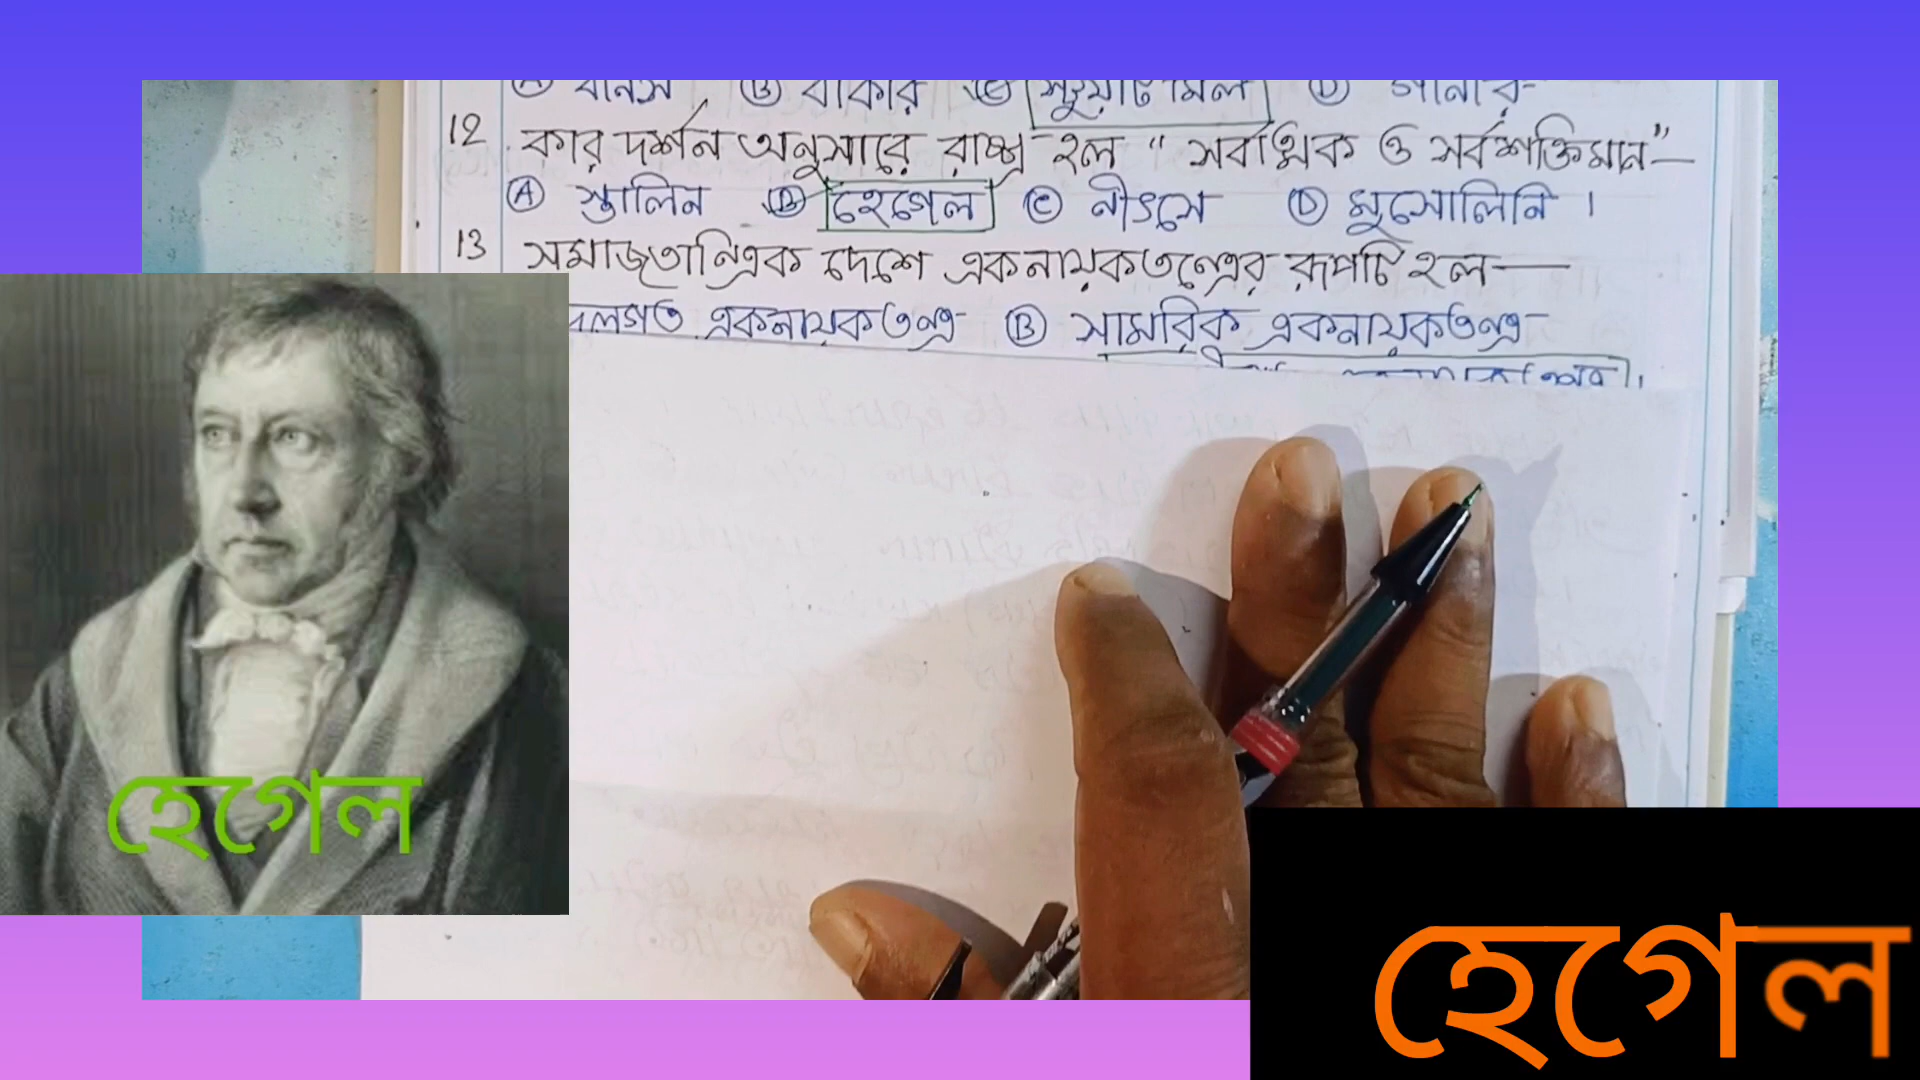 Ⓐ বার্নস Ⓑ বার্কার Ⓒ স্টুয়ার্ট মিল Ⓓ গার্নার
12 কার দর্শন অনুসারে রাষ্ট্র হল " সর্বাত্মক ও সর্বশক্তিমান"—
Ⓐ স্তালিন Ⓑ হেগেল Ⓒ নীৎসে Ⓓ মুসোলিনি ।
13 সমাজতান্ত্রিক দেশে একনায়কতন্ত্রের রূপটি হল—
দলগত একনায়কতন্ত্র Ⓑ সামরিক একনায়কতন্ত্র
হেগেল
হেগেল